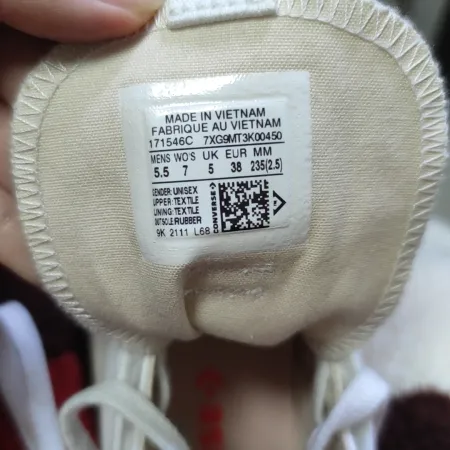 MADE IN VIETNAM
FABRIQUE AU VIETNAM
171546C 7XG9MT3K00450
MENS WO'S UK EUR MM
5.5 7 5 38 235(2.5)
GENDER: UNISEX
UPPER: TEXTILE
LINING: TEXTILE
OUTSOLE: RUBBER
9K 2111 L68
CONVERSE